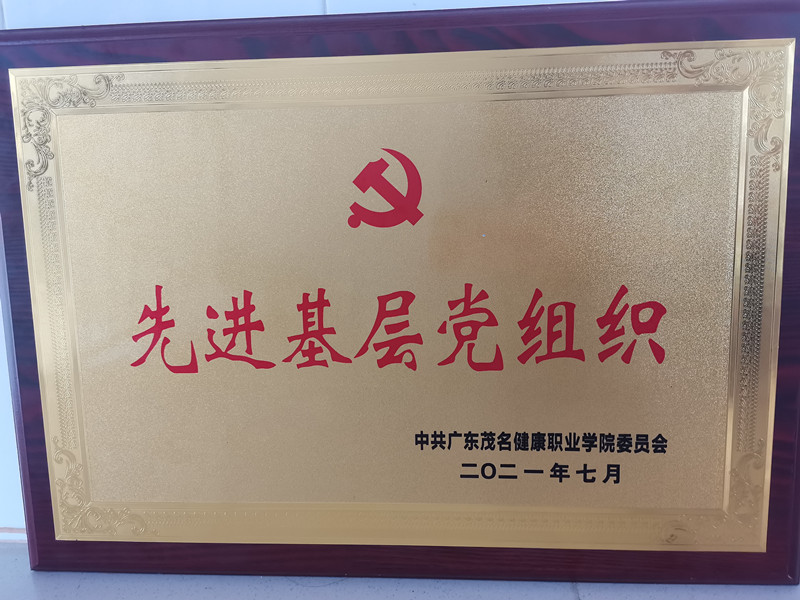 先进基层党组织
中共广东茂名健康职业学院委员会
二〇二一年七月